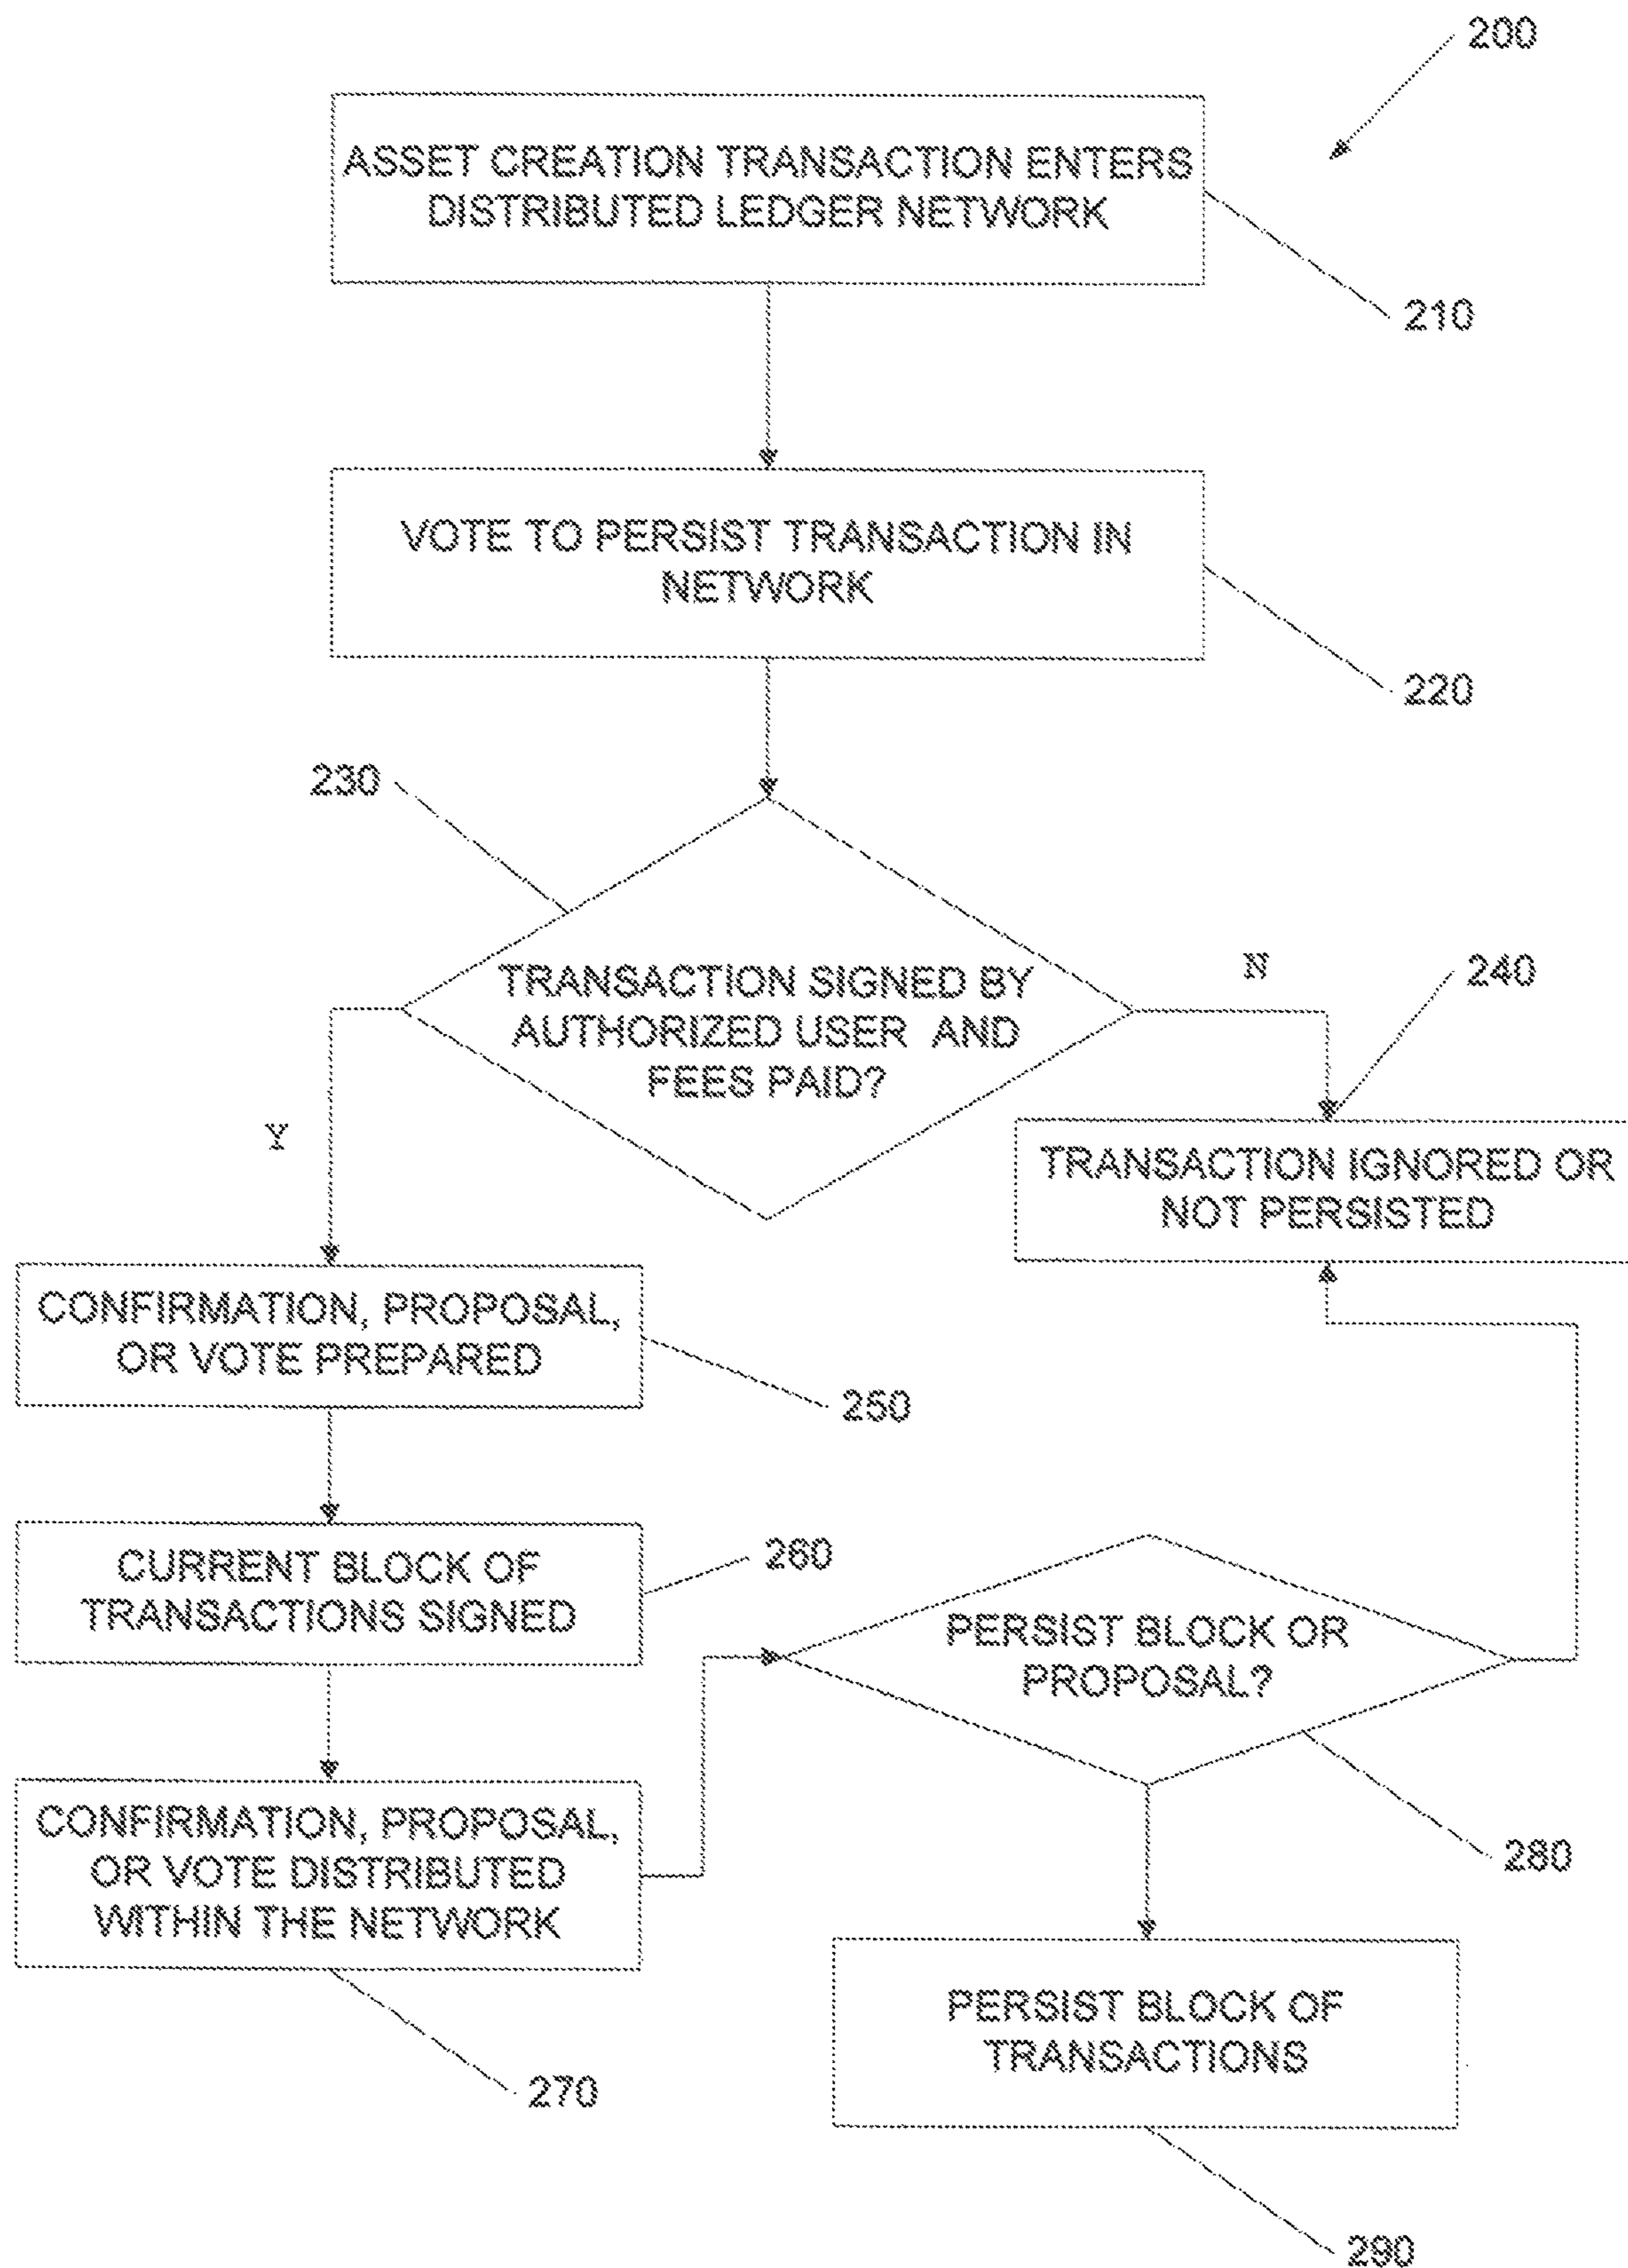 200
ASSET CREATION TRANSACTION ENTERS
DISTRIBUTED LEDGER NETWORK
210
VOTE TO PERSIST TRANSACTION IN
NETWORK
220
230
TRANSACTION SIGNED BY
AUTHORIZED USER AND
FEES PAID?
N
240
Y
TRANSACTION IGNORED OR
NOT PERSISTED
CONFIRMATION, PROPOSAL,
OR VOTE PREPARED
250
CURRENT BLOCK OF
TRANSACTIONS SIGNED
260
PERSIST BLOCK OR
PROPOSAL?
CONFIRMATION, PROPOSAL,
OR VOTE DISTRIBUTED
WITHIN THE NETWORK
280
270
PERSIST BLOCK OF
TRANSACTIONS
290